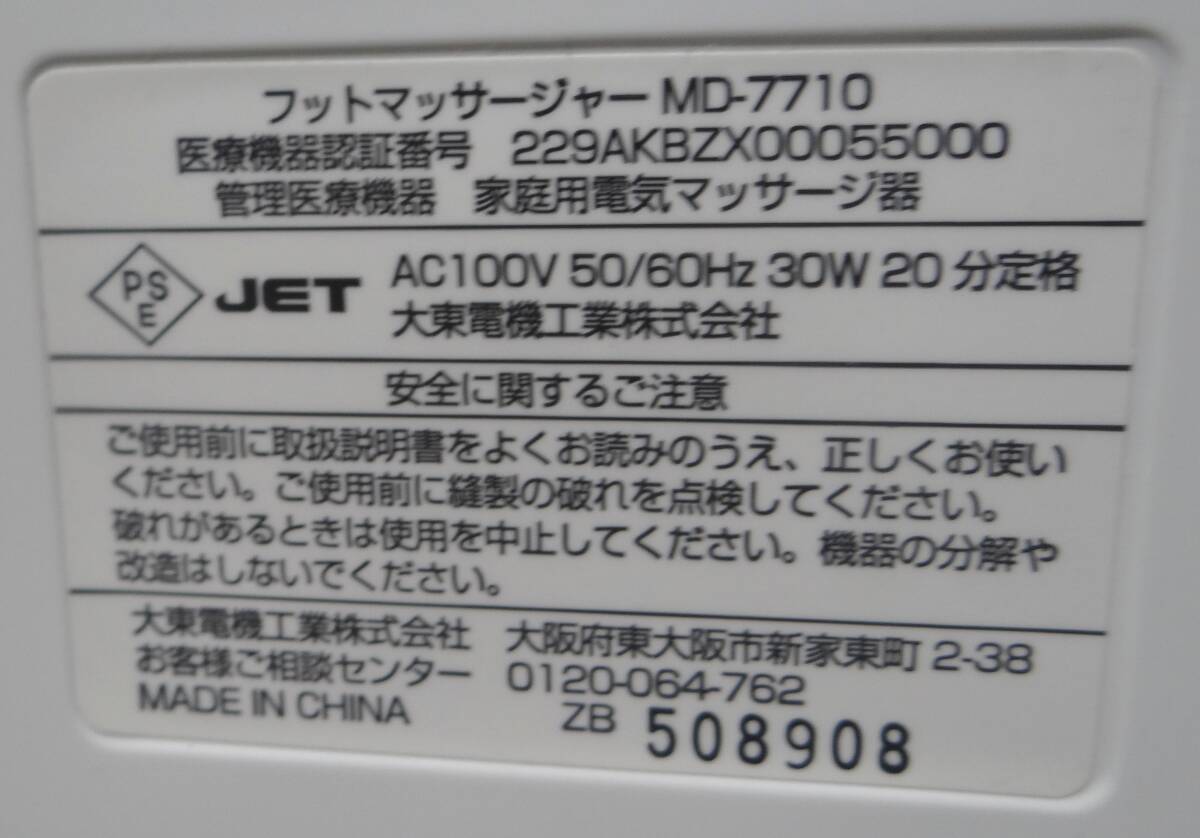 フットマッサージャー MD-7710
医療機器認証番号 229AKBZX00055000
管理医療機器 家庭用電気マッサージ器
PSE JET AC100V 50/60Hz 30W 20分定格
大東電機工業株式会社
安全に関するご注意
ご使用前に取扱説明書をよくお読みのうえ、正しくお使い
ください。ご使用前に縫製の破れを点検してください。
破れがあるときは使用を中止してください。機器の分解や
改造はしないでください。
大東電機工業株式会社 大阪府東大阪市新家東町 2-38
お客様ご相談センター 0120-064-762
MADE IN CHINA ZB 508908